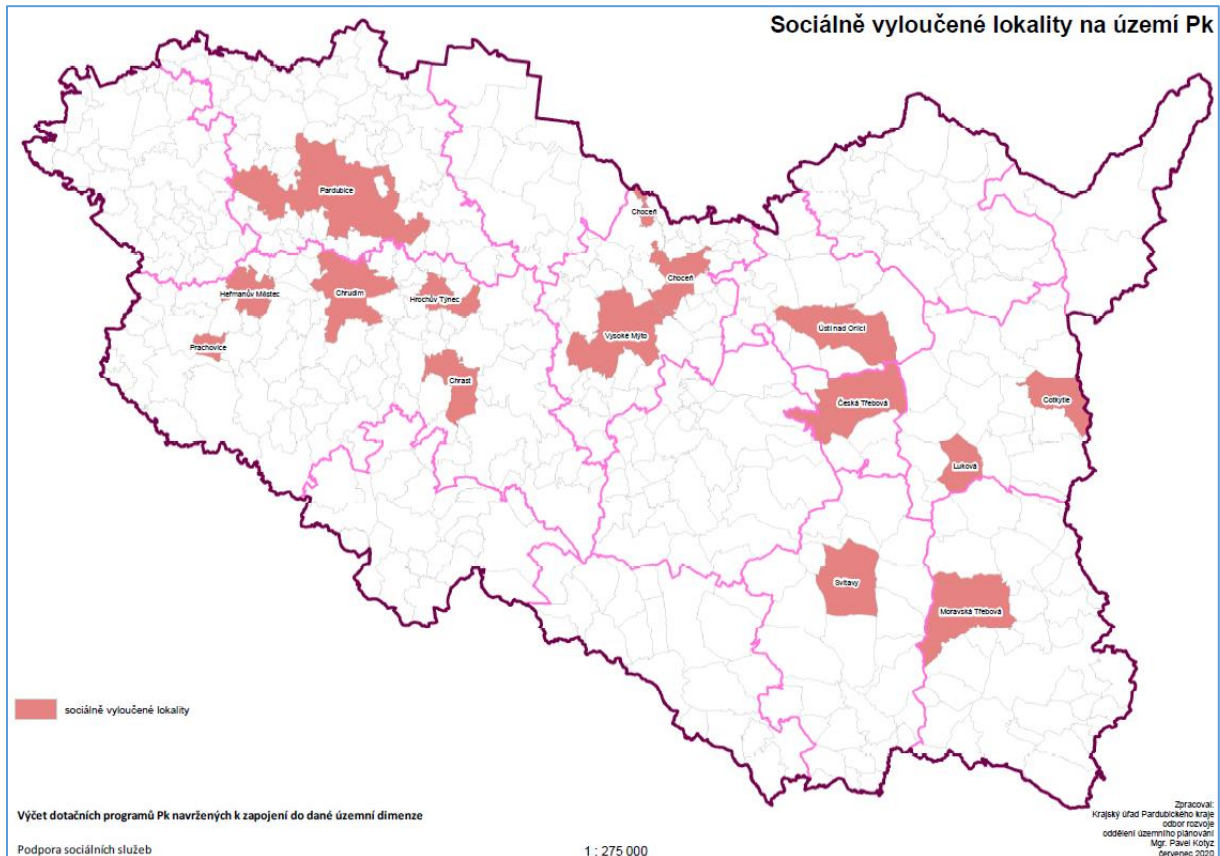 Sociálně vyloučené lokality na území Pk
Pardubice
Choceň
Choceň
Heřmanův Městec
Chrudim
Hrochův Týnec
Vysoké Mýto
Ústí nad Orlicí
Prachovice
Chrast
Česká Třebová
Cotkytle
Luková
Svitavy
Moravská Třebová
sociálně vyloučené lokality
Výčet dotačních programů Pk navržených k zapojení do dané územní dimenze
Podpora sociálních služeb
1 : 275 000
Zpracoval:
Krajský úřad Pardubického kraje
odbor rozvoje
oddělení územního plánování
Mgr. Pavel Kotyz
červenec 2020